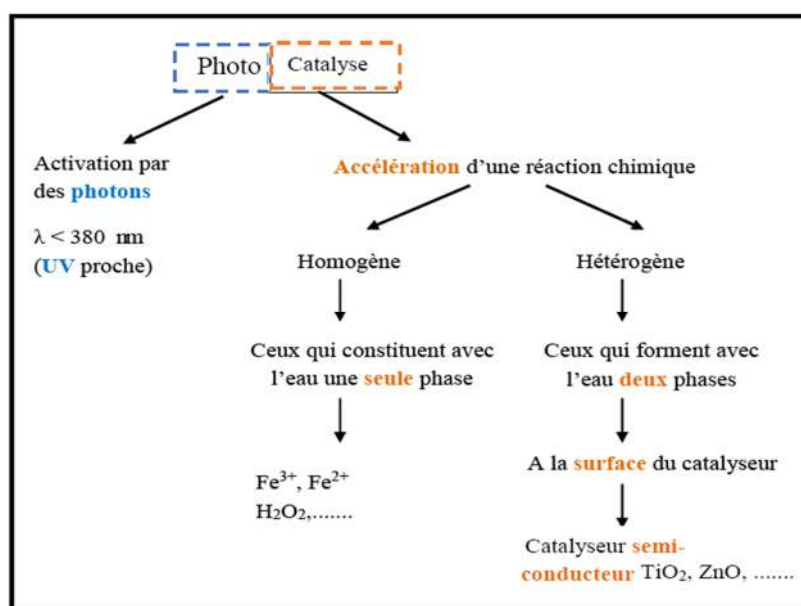 Photo Catalyse
Activation par
des photons
λ < 380 nm
(UV proche)
Accélération d’une réaction chimique
Homogène
Hétérogène
Ceux qui constituent avec
l’eau une seule phase
Ceux qui forment avec
l’eau deux phases
A la surface du catalyseur
Fe³⁺, Fe²⁺
H₂O₂,.......
Catalyseur semi-
conducteur TiO₂, ZnO, .......